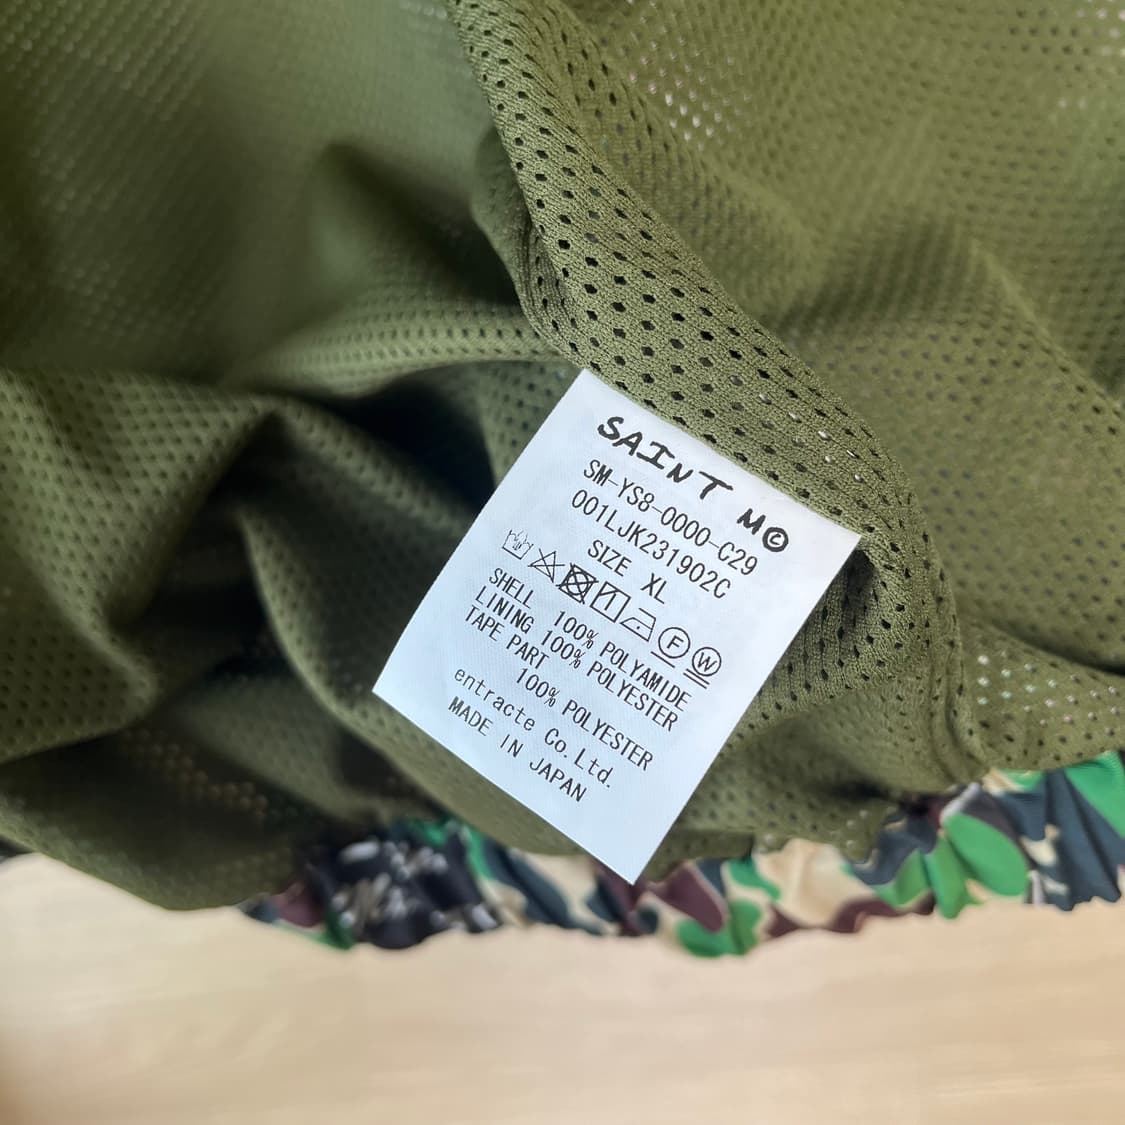 SAINT M©
SM-YS8-0000-C29
001LJK231902C
SIZE XL
F W
SHELL 100% POLYAMIDE
LINING 100% POLYESTER
TAPE PART
100% POLYESTER
entracte Co.Ltd.
MADE IN JAPAN